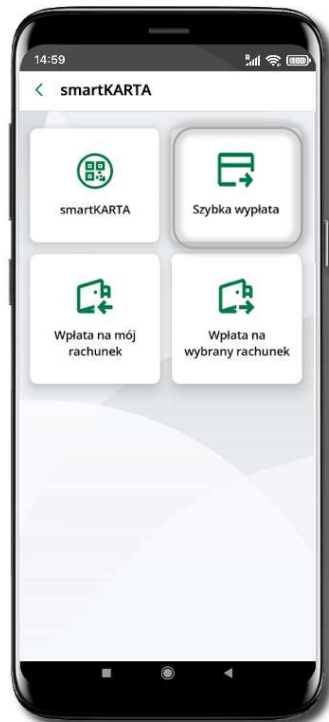 14:59
smartKARTA
smartKARTA
Szybka wypłata
Wpłata na mój
rachunek
Wpłata na
wybrany rachunek